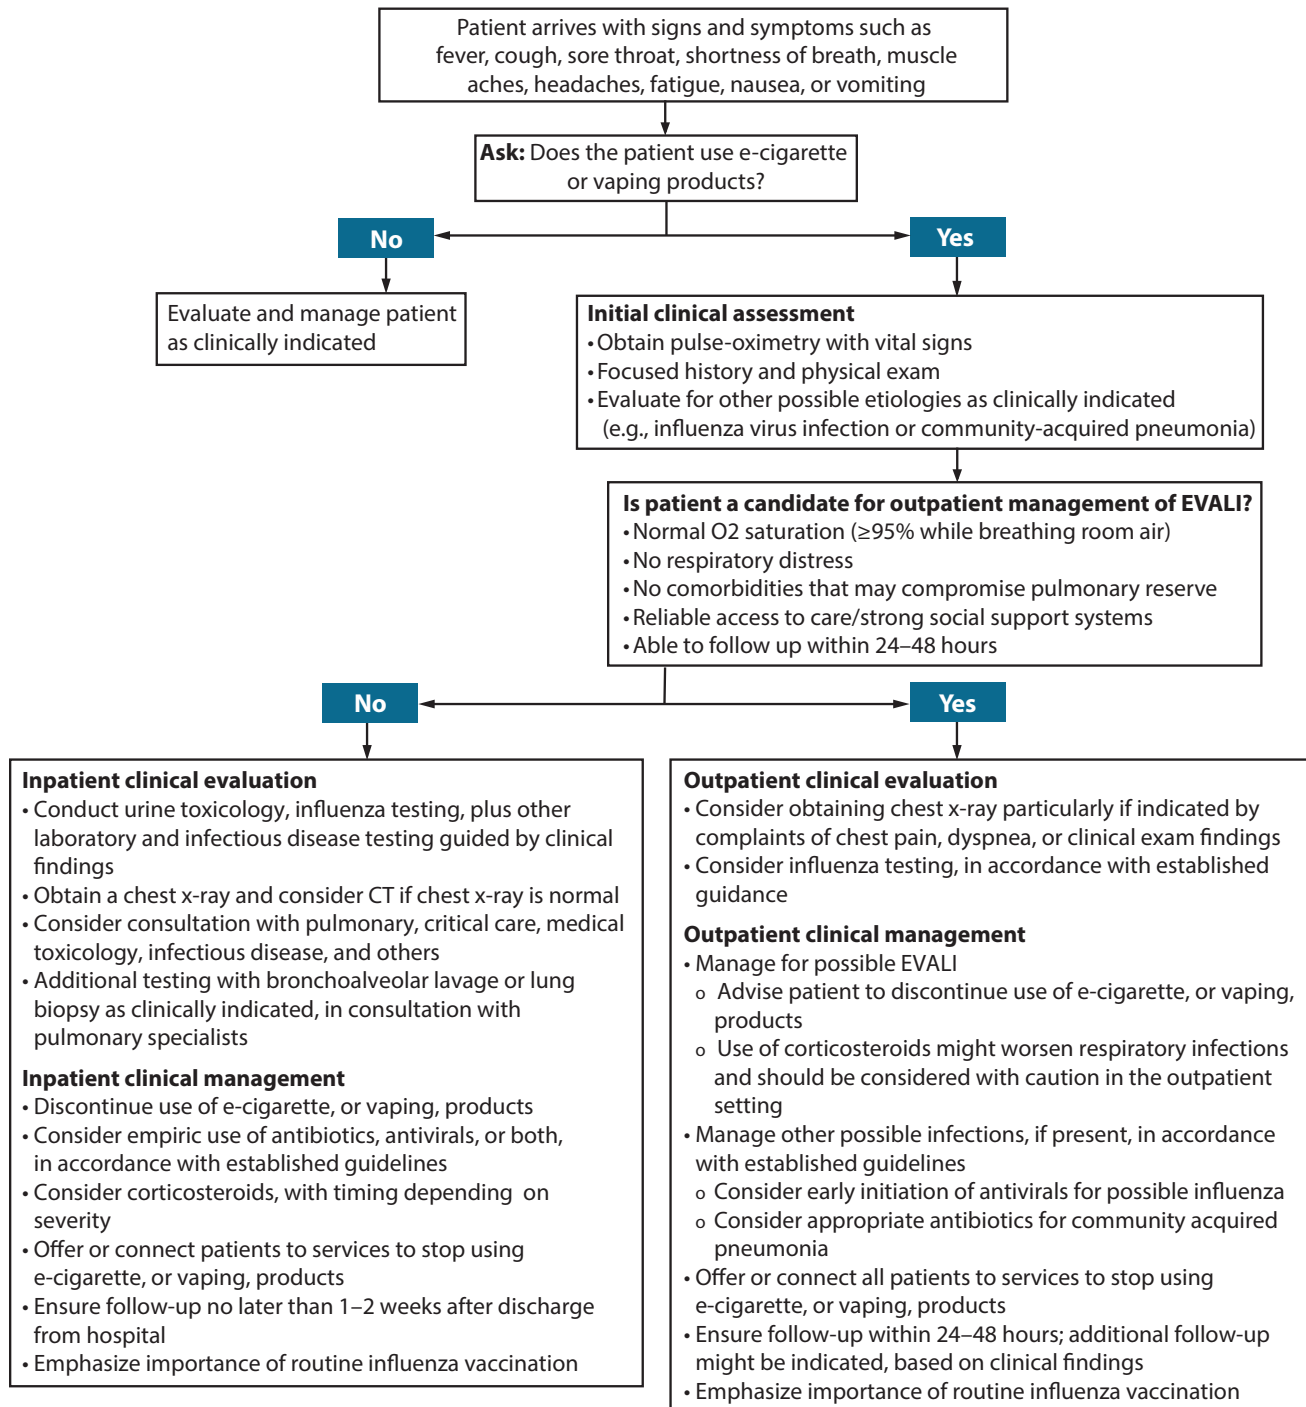 Patient arrives with signs and symptoms such as
fever, cough, sore throat, shortness of breath, muscle
aches, headaches, fatigue, nausea, or vomiting
Ask: Does the patient use e-cigarette
or vaping products?
No
Yes
Evaluate and manage patient
as clinically indicated
Initial clinical assessment
• Obtain pulse-oximetry with vital signs
• Focused history and physical exam
• Evaluate for other possible etiologies as clinically indicated
(e.g., influenza virus infection or community-acquired pneumonia)
Is patient a candidate for outpatient management of EVALI?
• Normal O2 saturation (≥95% while breathing room air)
• No respiratory distress
• No comorbidities that may compromise pulmonary reserve
• Reliable access to care/strong social support systems
• Able to follow up within 24–48 hours
No
Yes
Inpatient clinical evaluation
• Conduct urine toxicology, influenza testing, plus other
laboratory and infectious disease testing guided by clinical
findings
• Obtain a chest x-ray and consider CT if chest x-ray is normal
• Consider consultation with pulmonary, critical care, medical
toxicology, infectious disease, and others
• Additional testing with bronchoalveolar lavage or lung
biopsy as clinically indicated, in consultation with
pulmonary specialists
Inpatient clinical management
• Discontinue use of e-cigarette, or vaping, products
• Consider empiric use of antibiotics, antivirals, or both,
in accordance with established guidelines
• Consider corticosteroids, with timing depending on
severity
• Offer or connect patients to services to stop using
e-cigarette, or vaping, products
• Ensure follow-up no later than 1–2 weeks after discharge
from hospital
• Emphasize importance of routine influenza vaccination
Outpatient clinical evaluation
• Consider obtaining chest x-ray particularly if indicated by
complaints of chest pain, dyspnea, or clinical exam findings
• Consider influenza testing, in accordance with established
guidance
Outpatient clinical management
• Manage for possible EVALI
o Advise patient to discontinue use of e-cigarette, or vaping,
products
o Use of corticosteroids might worsen respiratory infections
and should be considered with caution in the outpatient
setting
• Manage other possible infections, if present, in accordance
with established guidelines
o Consider early initiation of antivirals for possible influenza
o Consider appropriate antibiotics for community acquired
pneumonia
• Offer or connect all patients to services to stop using
e-cigarette, or vaping, products
• Ensure follow-up within 24–48 hours; additional follow-up
might be indicated, based on clinical findings
• Emphasize importance of routine influenza vaccination